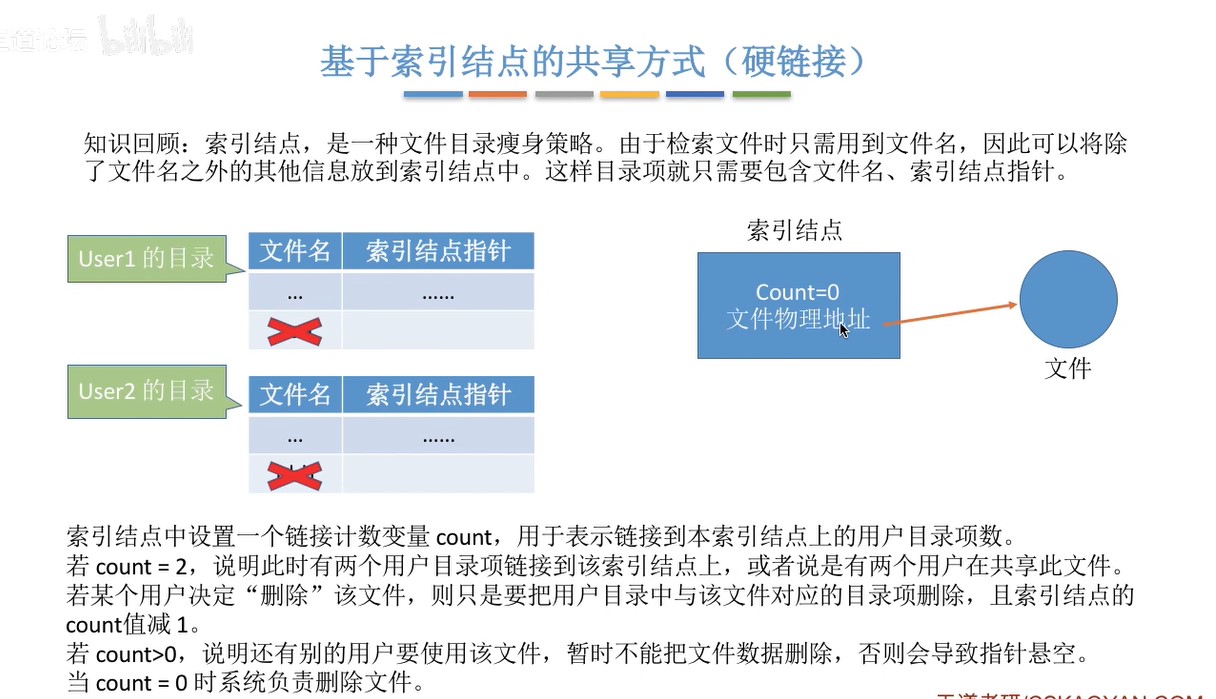 bilibili
基于索引结点的共享方式（硬链接）
知识回顾：索引结点，是一种文件目录瘦身策略。由于检索文件时只需用到文件名，因此可以将除
了文件名之外的其他信息放到索引结点中。这样目录项就只需要包含文件名、索引结点指针。
User1 的目录
文件名 索引结点指针
... ......
User2 的目录
文件名 索引结点指针
... ......
索引结点
Count=0
文件物理地址
文件
索引结点中设置一个链接计数变量 count，用于表示链接到本索引结点上的用户目录项数。
若 count = 2，说明此时有两个用户目录项链接到该索引结点上，或者说是有两个用户在共享此文件。
若某个用户决定“删除”该文件，则只是要把用户目录中与该文件对应的目录项删除，且索引结点的
count值减 1。
若 count>0，说明还有别的用户要使用该文件，暂时不能把文件数据删除，否则会导致指针悬空。
当 count = 0 时系统负责删除文件。